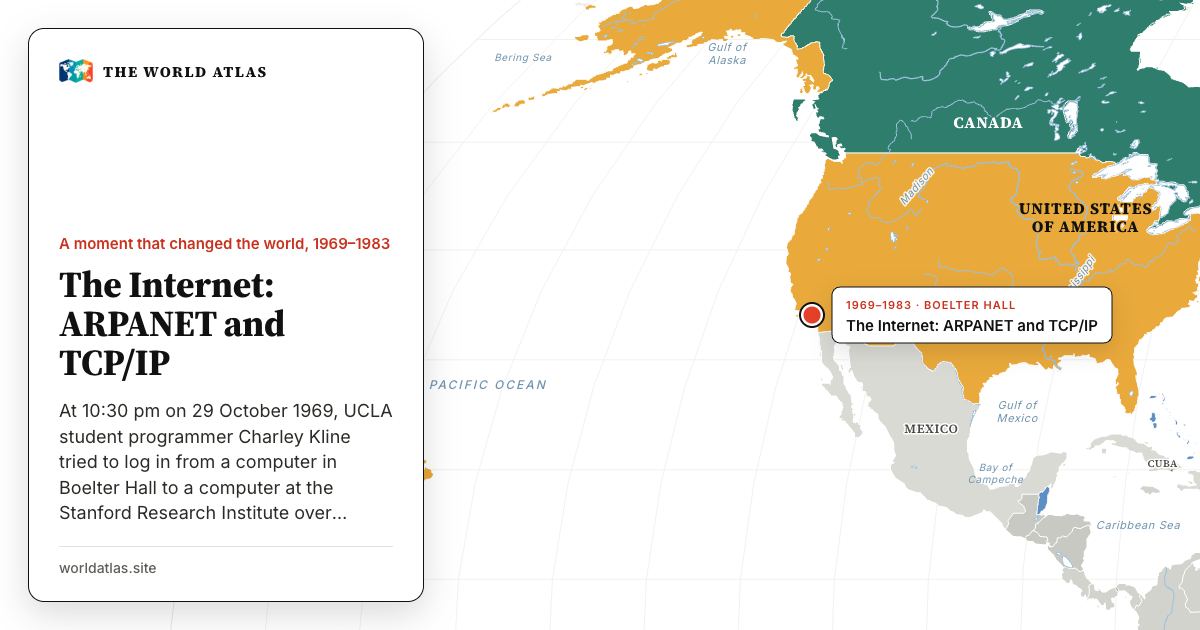 THE WORLD ATLAS
A moment that changed the world, 1969–1983
The Internet:
ARPANET and
TCP/IP
At 10:30 pm on 29 October 1969, UCLA
student programmer Charley Kline
tried to log in from a computer in
Boelter Hall to a computer at the
Stanford Research Institute over…
worldatlas.site
Bering Sea
Gulf of
Alaska
CANADA
Madison
UNITED STATES
OF AMERICA
1969–1983 · BOELTER HALL
The Internet: ARPANET and TCP/IP
PACIFIC OCEAN
Gulf of
Mexico
MEXICO
Bay of
Campeche
CUBA
Caribbean Sea